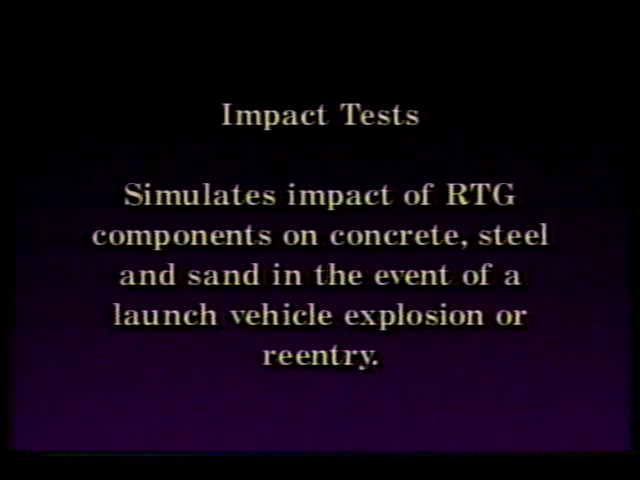 Impact Tests
Simulates impact of RTG
components on concrete, steel
and sand in the event of a
launch vehicle explosion or
reentry.